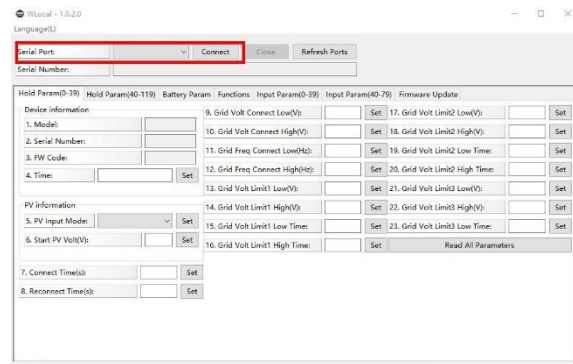 WLocal - 1.0.2.0
Language(L)
Serial Port: Connect Close Refresh Ports
Serial Number:
Hold Param(0-39) Hold Param(40-119) Battery Param Functions Input Param(0-39) Input Param(40-79) Firmware Update
Device information
1. Model:
2. Serial Number:
3. FW Code:
4. Time: Set
PV information
5. PV Input Mode: Set
6. Start PV Volt(V): Set
7. Connect Time(s): Set
8. Reconnect Time(s): Set
9. Grid Volt Connect Low(V): Set
10. Grid Volt Connect High(V): Set
11. Grid Freq Connect Low(Hz): Set
12. Grid Freq Connect High(Hz): Set
13. Grid Volt Limit1 Low(V): Set
14. Grid Volt Limit1 High(V): Set
15. Grid Volt Limit1 Low Time: Set
16. Grid Volt Limit1 High Time: Set
17. Grid Volt Limit2 Low(V): Set
18. Grid Volt Limit2 High(V): Set
19. Grid Volt Limit2 Low Time: Set
20. Grid Volt Limit2 High Time: Set
21. Grid Volt Limit3 Low(V): Set
22. Grid Volt Limit3 High(V): Set
23. Grid Volt Limit3 Low Time: Set
Read All Parameters